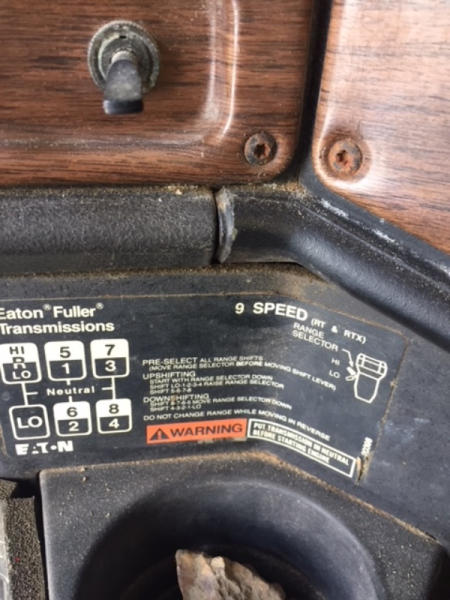 Eaton® Fuller®
Transmissions
HI
R
LO
5
1
7
3
Neutral
LO
6
2
8
4
EATON
9 SPEED (RT & RTX)
RANGE
SELECTOR
HI
LO
PRE-SELECT ALL RANGE SHIFTS
(MOVE RANGE SELECTOR BEFORE MOVING SHIFT LEVER)
UPSHIFTING
START WITH RANGE SELECTOR DOWN
SHIFT LO-1-2-3-4 RAISE RANGE SELECTOR
SHIFT 5-6-7-8
DOWNSHIFTING
SHIFT 8-7-6-5 MOVE RANGE SELECTOR DOWN
SHIFT 4-3-2-1-LO
DO NOT CHANGE RANGE WHILE MOVING IN REVERSE
WARNING
PUT TRANSMISSION IN NEUTRAL
BEFORE STARTING ENGINE